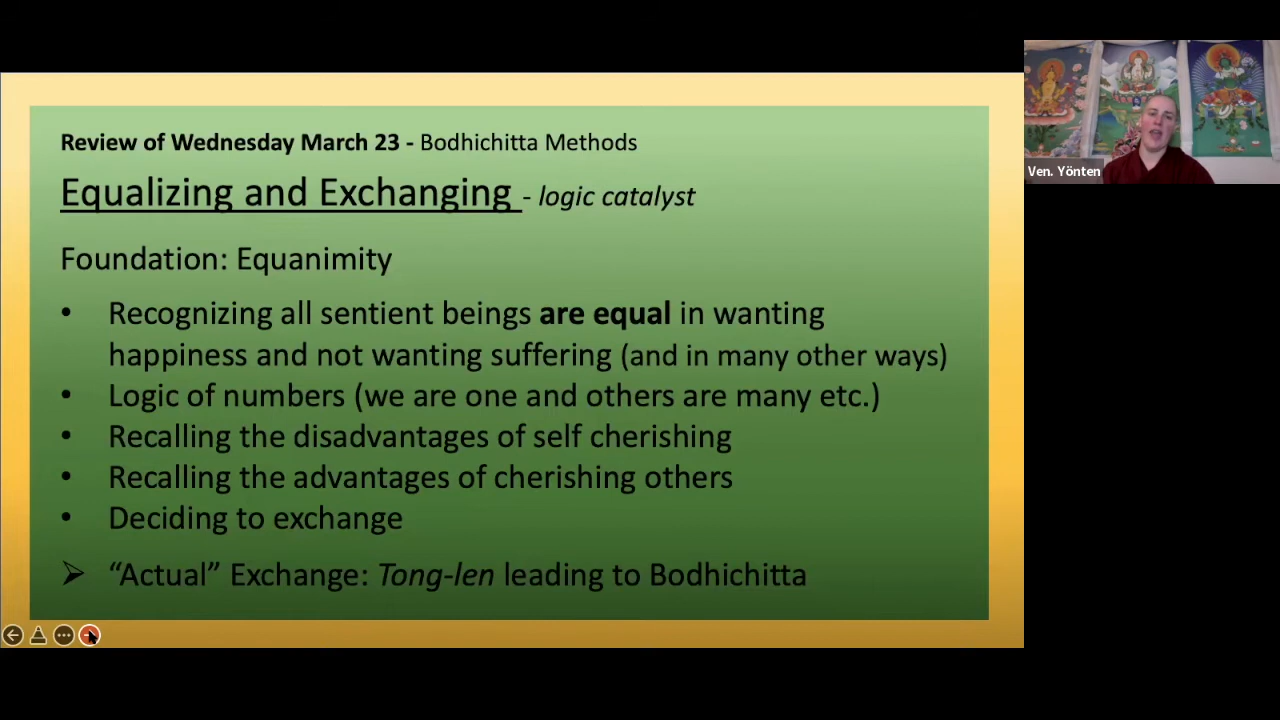 Review of Wednesday March 23 - Bodhichitta Methods
Equalizing and Exchanging - logic catalyst
Foundation: Equanimity
• Recognizing all sentient beings are equal in wanting
happiness and not wanting suffering (and in many other ways)
• Logic of numbers (we are one and others are many etc.)
• Recalling the disadvantages of self cherishing
• Recalling the advantages of cherishing others
• Deciding to exchange
➢ “Actual” Exchange: Tong-len leading to Bodhichitta
Ven. Yönten